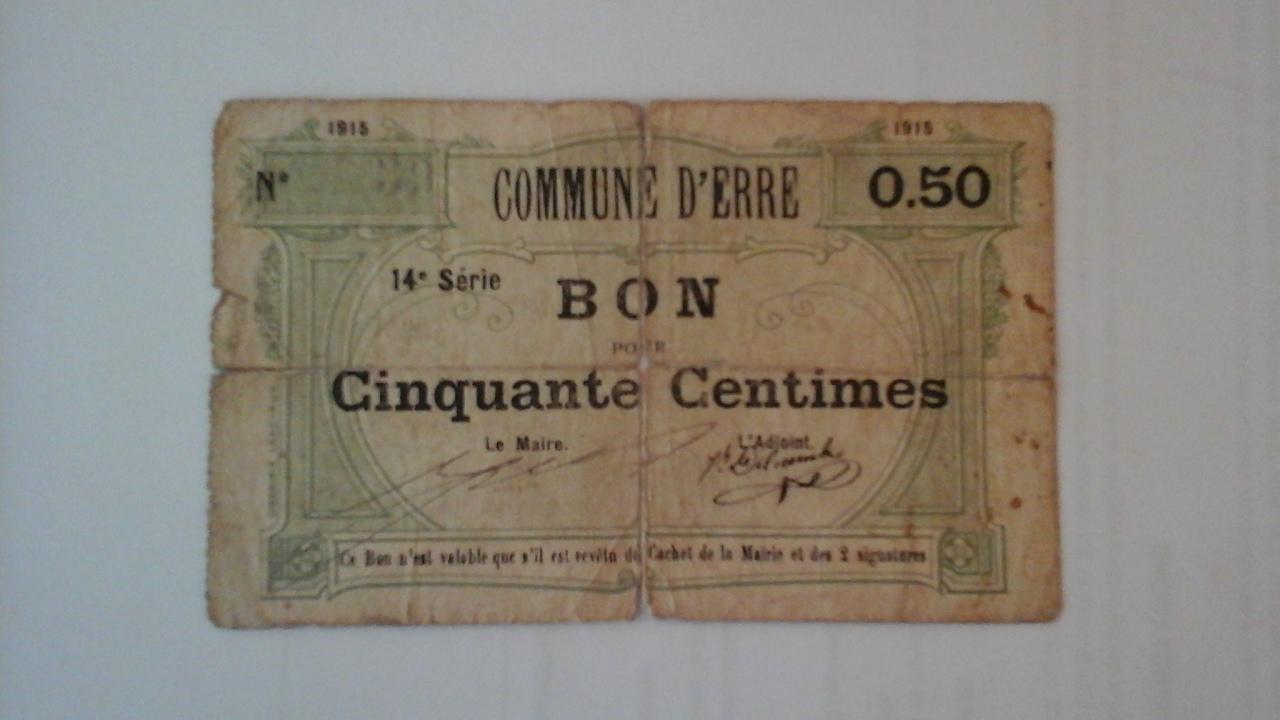 1915 1915
N° COMMUNE D'ERRE 0.50
14e Série
BON
POUR
Cinquante Centimes
Le Maire. L'Adjoint.
Ce Bon n'est valable que s'il est revêtu du Cachet de la Mairie et des 2 signatures